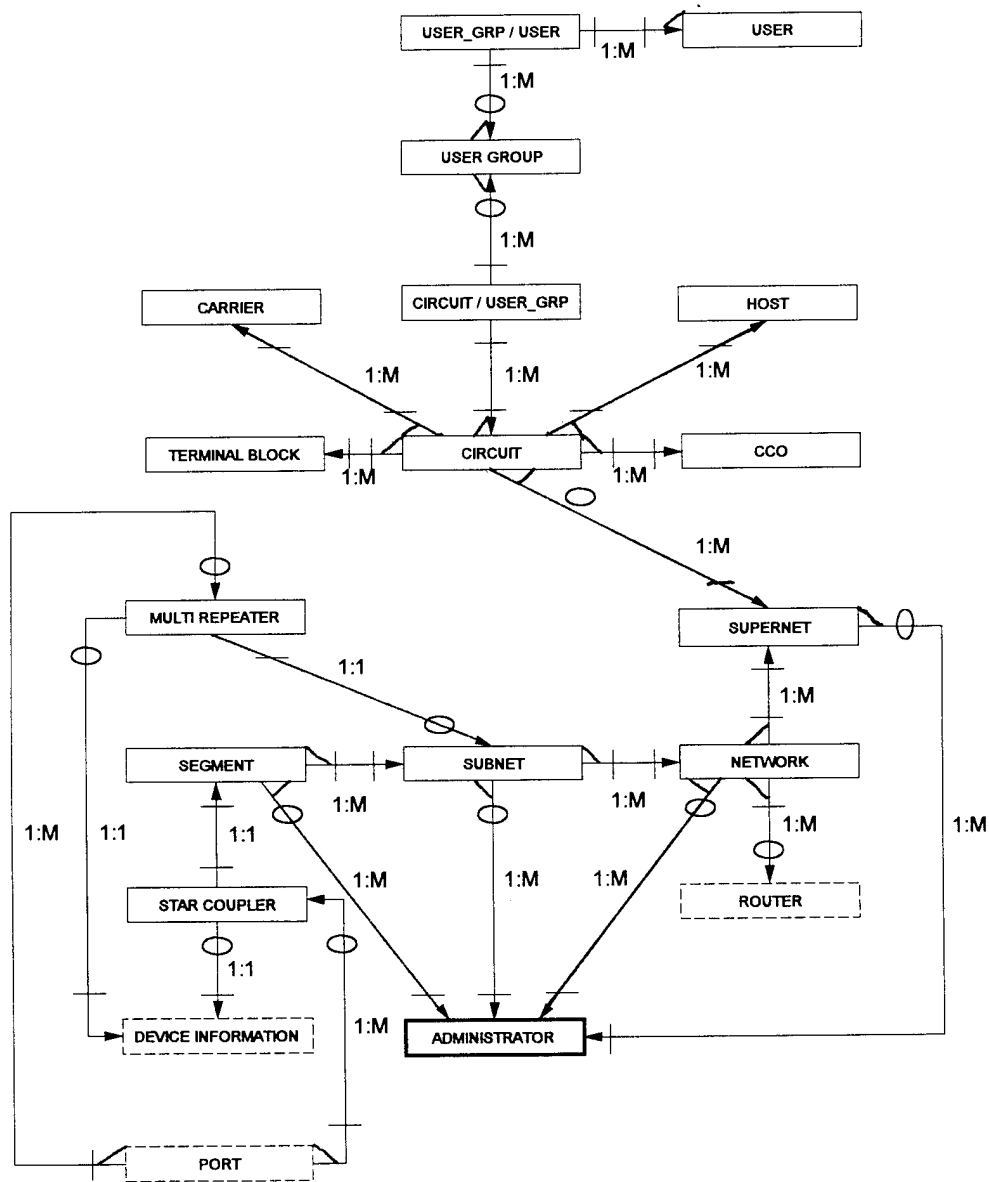 USER_GRP / USER
USER
1:M
1:M
USER GROUP
1:M
CARRIER
CIRCUIT / USER_GRP
HOST
1:M
1:M
1:M
TERMINAL BLOCK
CIRCUIT
CCO
1:M
1:M
1:M
MULTI REPEATER
SUPERNET
1:1
1:M
SEGMENT
SUBNET
NETWORK
1:M
1:M
1:M
1:1
1:1
1:M
1:M
1:M
1:M
1:M
STAR COUPLER
ROUTER
1:1
DEVICE INFORMATION
1:M
ADMINISTRATOR
PORT